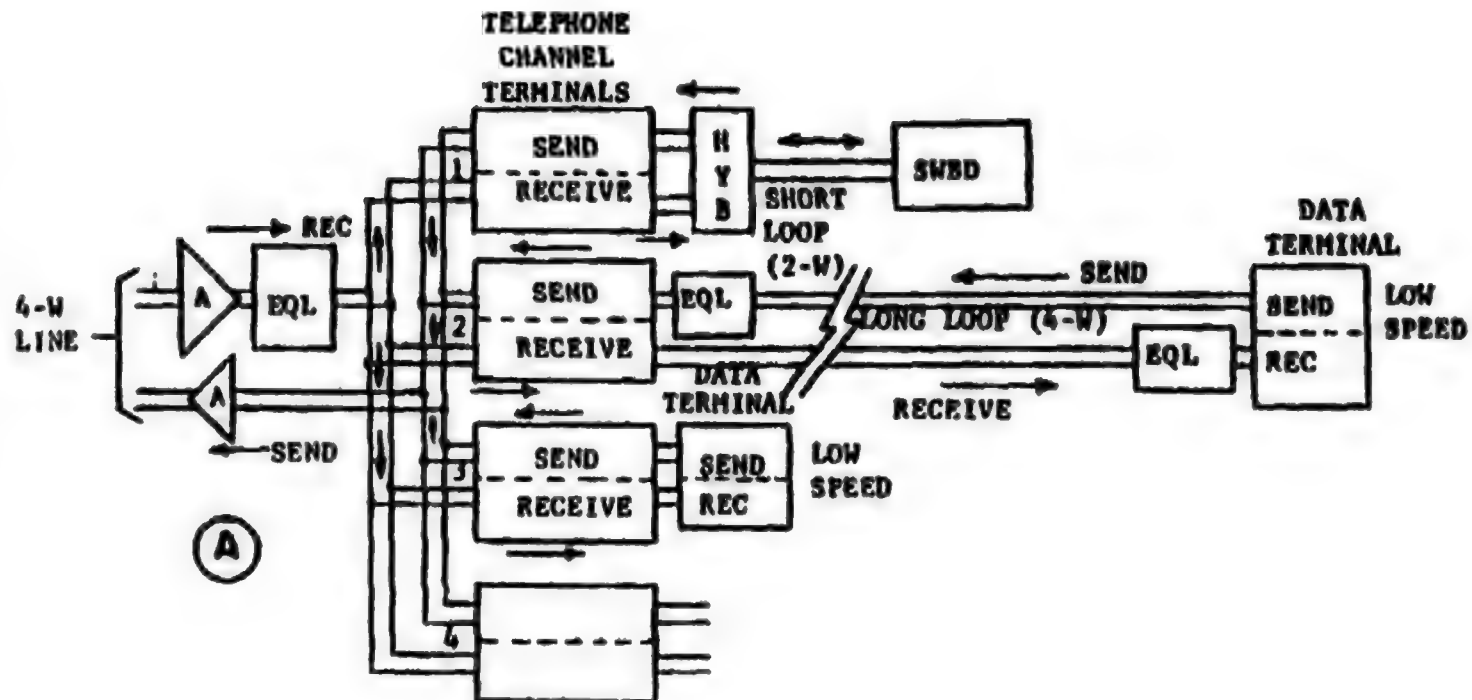 TELEPHONE
CHANNEL
TERMINALS
SEND
1
RECEIVE
H
Y
B
SHORT
LOOP
(2-W)
SWBD
4-W
LINE
A
REC
EQL
A
SEND
SEND
2
RECEIVE
EQL
LONG LOOP (4-W)
SEND
RECEIVE
EQL
DATA
TERMINAL
SEND
REC
LOW
SPEED
DATA
TERMINAL
SEND
3
RECEIVE
SEND
REC
LOW
SPEED
4
A